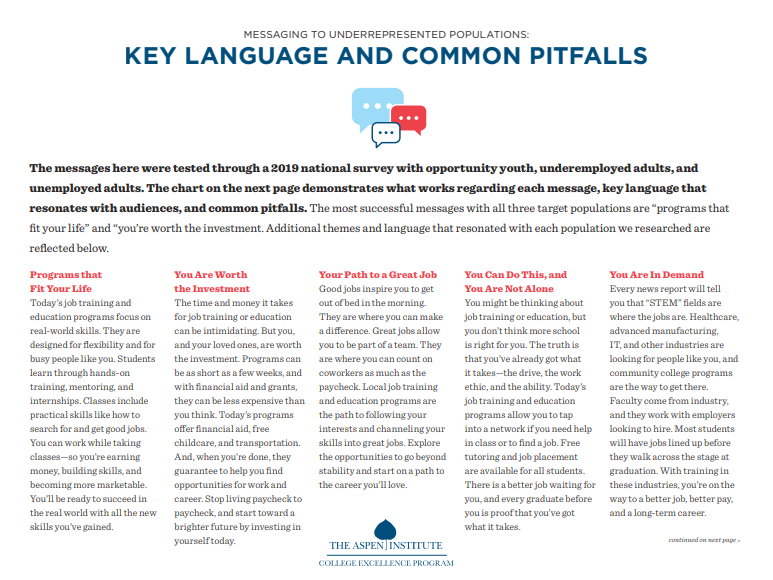 MESSAGING TO UNDERREPRESENTED POPULATIONS:
KEY LANGUAGE AND COMMON PITFALLS
The messages here were tested through a 2019 national survey with opportunity youth, underemployed adults, and
unemployed adults. The chart on the next page demonstrates what works regarding each message, key language that
resonates with audiences, and common pitfalls. The most successful messages with all three target populations are “programs that
fit your life” and “you’re worth the investment. Additional themes and language that resonated with each population we researched are
reflected below.
Programs that
Fit Your Life
Today’s job training and
education programs focus on
real-world skills. They are
designed for flexibility and for
busy people like you. Students
learn through hands-on
training, mentoring, and
internships. Classes include
practical skills like how to
search for and get good jobs.
You can work while taking
classes—so you’re earning
money, building skills, and
becoming more marketable.
You’ll be ready to succeed in
the real world with all the new
skills you’ve gained.
You Are Worth
the Investment
The time and money it takes
for job training or education
can be intimidating. But you,
and your loved ones, are worth
the investment. Programs can
be as short as a few weeks, and
with financial aid and grants,
they can be less expensive than
you think. Today’s programs
offer financial aid, free
childcare, and transportation.
And, when you’re done, they
guarantee to help you find
opportunities for work and
career. Stop living paycheck to
paycheck, and start toward a
brighter future by investing in
yourself today.
Your Path to a Great Job
Good jobs inspire you to get
out of bed in the morning.
They are where you can make
a difference. Great jobs allow
you to be part of a team. They
are where you can count on
coworkers as much as the
paycheck. Local job training
and education programs are
the path to following your
interests and channeling your
skills into great jobs. Explore
the opportunities to go beyond
stability and start on a path to
the career you’ll love.
You Can Do This, and
You Are Not Alone
You might be thinking about
job training or education, but
you don’t think more school
is right for you. The truth is
that you’ve already got what
it takes—the drive, the work
ethic, and the ability. Today’s
job training and education
programs allow you to tap
into a network if you need help
in class or to find a job. Free
tutoring and job placement
are available for all students.
There is a better job waiting for
you, and every graduate before
you is proof that you’ve got
what it takes.
You Are In Demand
Every news report will tell
you that “STEM” fields are
where the jobs are. Healthcare,
advanced manufacturing,
IT, and other industries are
looking for people like you, and
community college programs
are the way to get there.
Faculty come from industry,
and they work with employers
looking to hire. Most students
will have jobs lined up before
they walk across the stage at
graduation. With training in
these industries, you’re on the
way to a better job, better pay,
and a long-term career.
continued on next page »
THE ASPEN INSTITUTE
COLLEGE EXCELLENCE PROGRAM